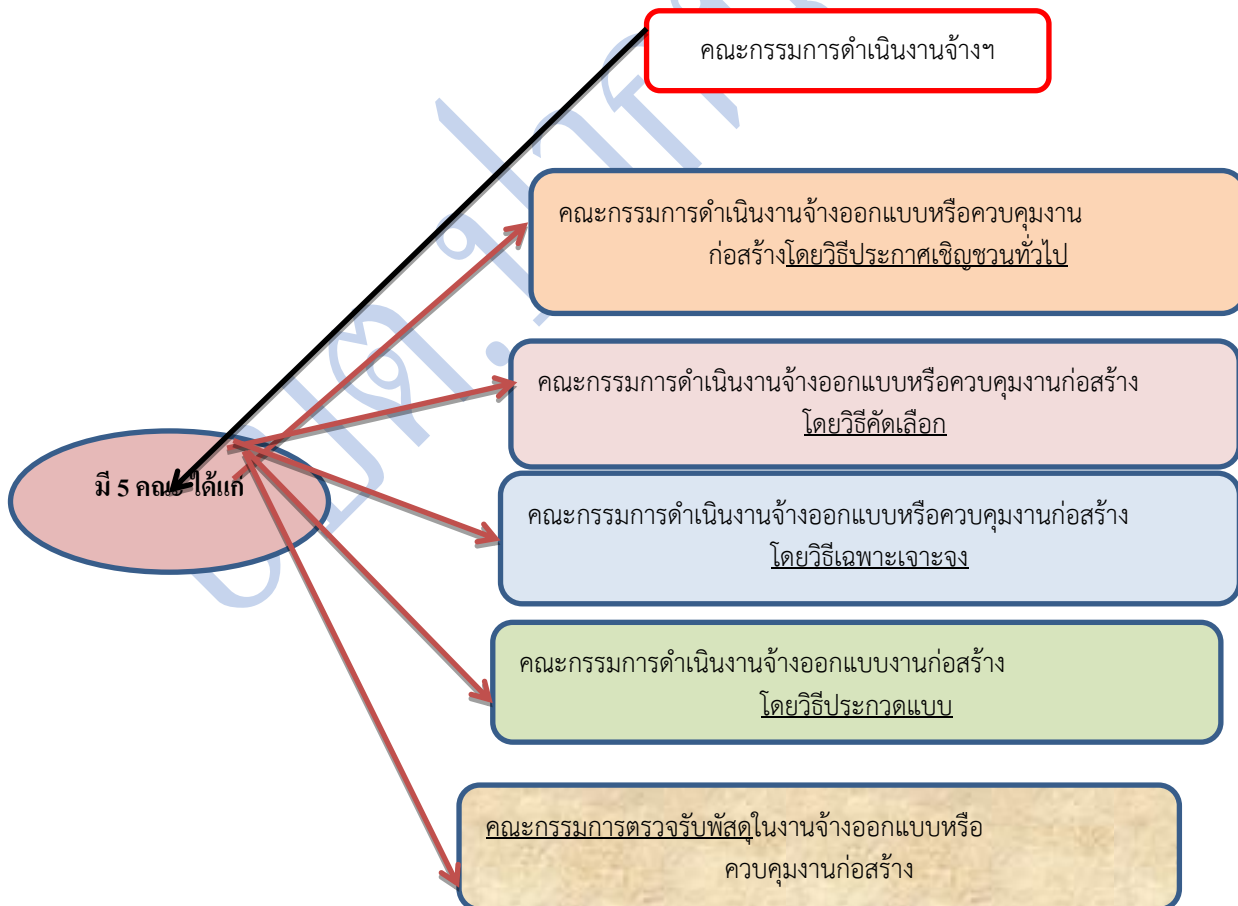 คณะกรรมการดำเนินงานจ้างฯ
คณะกรรมการดำเนินงานจ้างออกแบบหรือควบคุมงาน
ก่อสร้างโดยวิธีประกาศเชิญชวนทั่วไป
คณะกรรมการดำเนินงานจ้างออกแบบหรือควบคุมงานก่อสร้าง
โดยวิธีคัดเลือก
มี 5 คณะ ได้แก่
คณะกรรมการดำเนินงานจ้างออกแบบหรือควบคุมงานก่อสร้าง
โดยวิธีเฉพาะเจาะจง
คณะกรรมการดำเนินงานจ้างออกแบบงานก่อสร้าง
โดยวิธีประกวดแบบ
คณะกรรมการตรวจรับพัสดุในงานจ้างออกแบบหรือ
ควบคุมงานก่อสร้าง